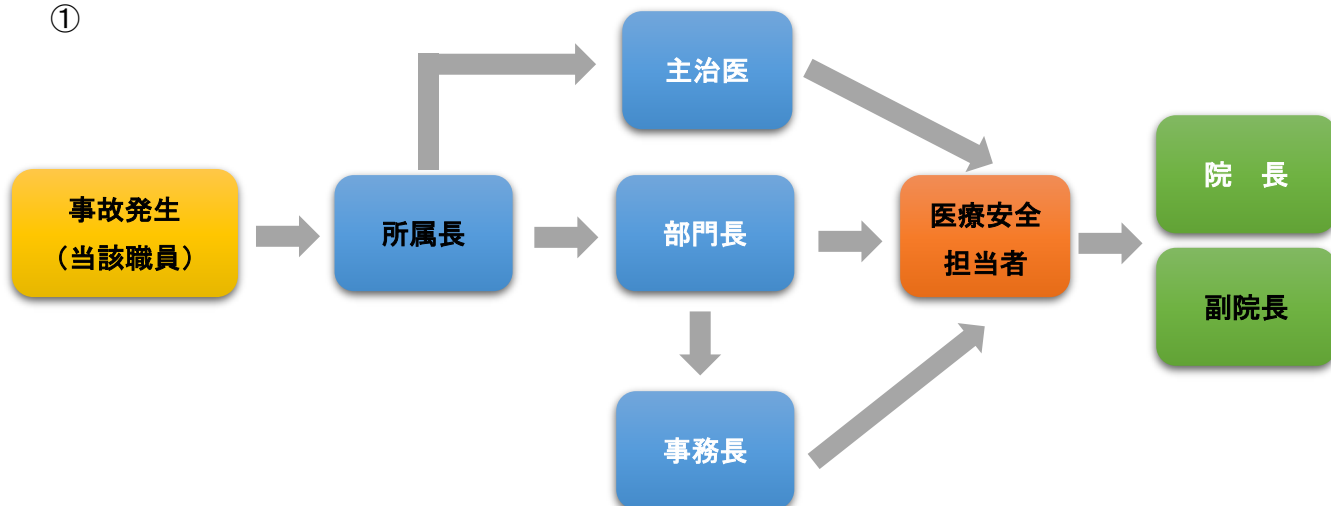 ①
主治医
院　長
事故発生
（当該職員）
所属長
部門長
医療安全
担当者
副院長
事務長